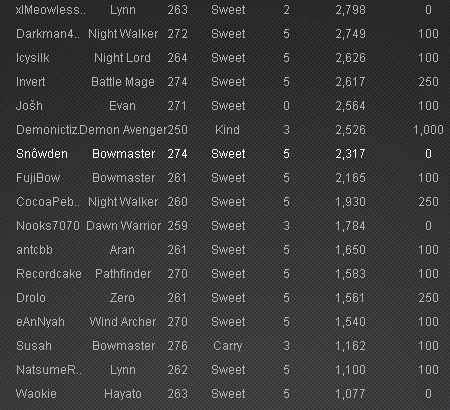 xlMeowless.. Lynn 263 Sweet 2 2,798 0
Darkman4.. Night Walker 272 Sweet 5 2,749 100
Icysilk Night Lord 264 Sweet 5 2,626 100
Invert Battle Mage 274 Sweet 5 2,617 250
Jošh Evan 271 Sweet 0 2,564 100
Demonictiz. Demon Avenger 250 Kind 3 2,526 1,000
Snôwden Bowmaster 274 Sweet 5 2,317 0
FujiBow Bowmaster 261 Sweet 5 2,165 100
CocoaPeb.. Night Walker 260 Sweet 5 1,930 250
Nooks7070 Dawn Warrior 259 Sweet 3 1,784 0
antcbb Aran 261 Sweet 5 1,650 100
Recordcake Pathfinder 270 Sweet 5 1,583 100
Drolo Zero 261 Sweet 5 1,561 250
eAnNyah Wind Archer 270 Sweet 5 1,540 100
Susah Bowmaster 276 Carry 3 1,162 100
NatsumeR.. Lynn 262 Sweet 5 1,100 100
Waokie Hayato 263 Sweet 5 1,077 0